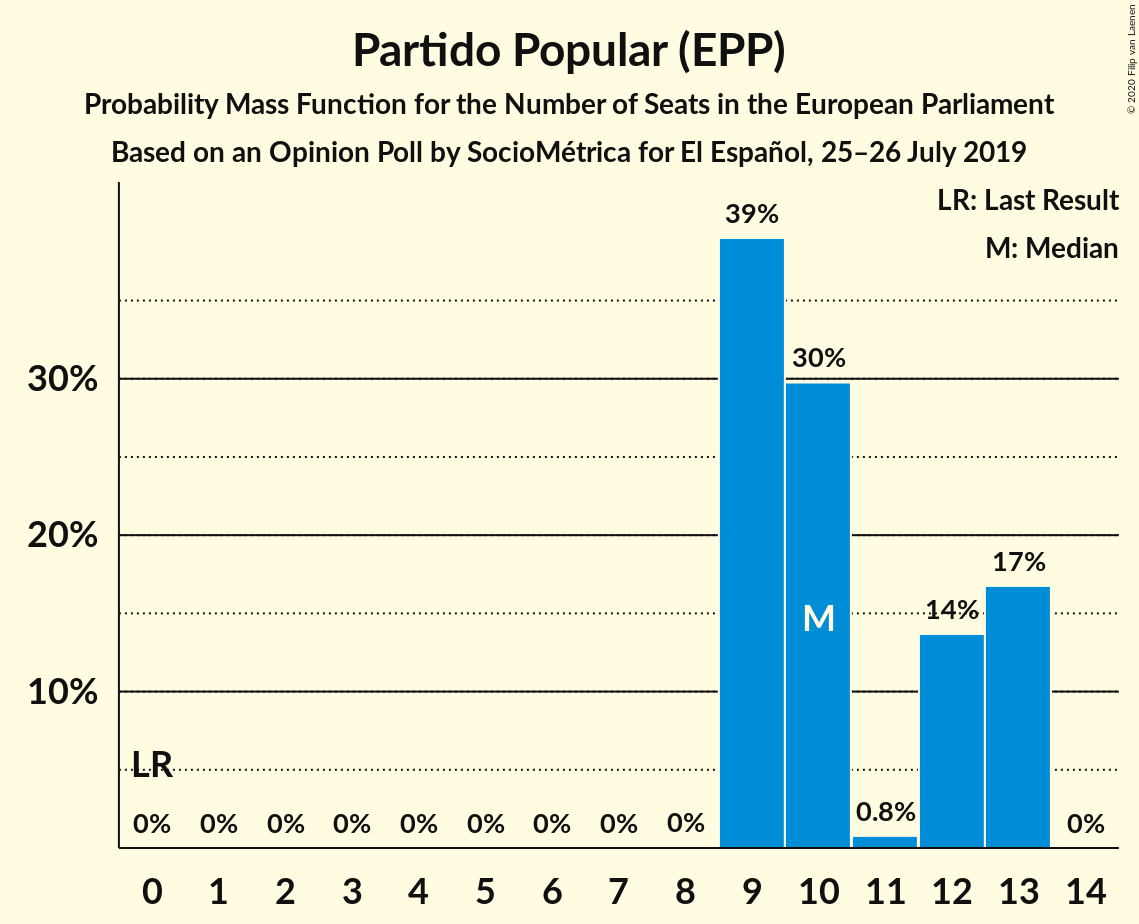 Partido Popular (EPP)
Probability Mass Function for the Number of Seats in the European Parliament
Based on an Opinion Poll by SocioMétrica for El Español, 25–26 July 2019
© 2020 Filip van Laenen
LR: Last Result
M: Median
39%
30%
30%
20%
17%
14%
M
10%
LR
0% 0% 0% 0% 0% 0% 0% 0% 0% 0.8% 0%
0 1 2 3 4 5 6 7 8 9 10 11 12 13 14